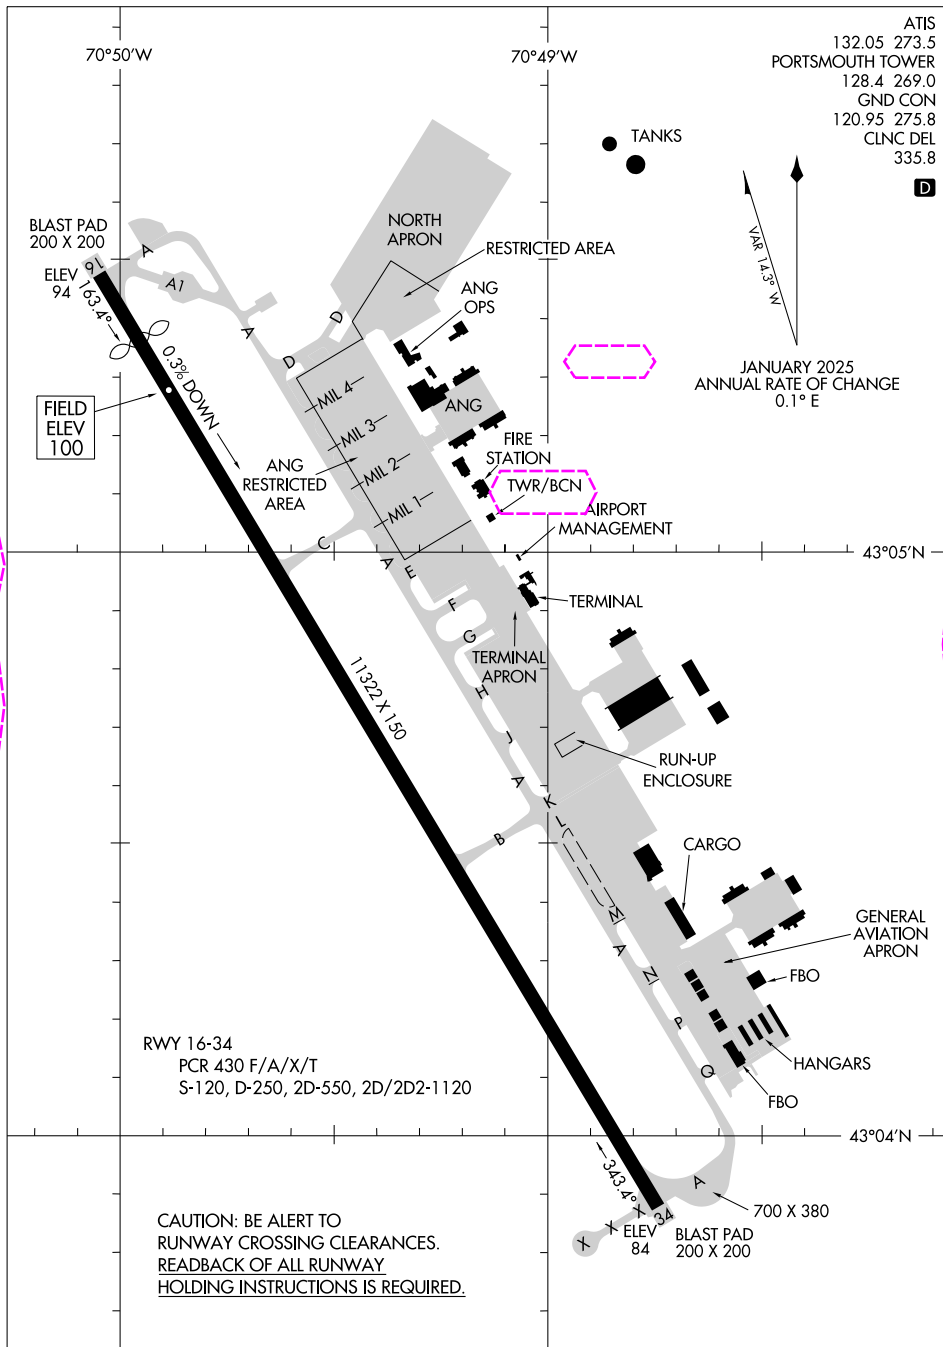 ATIS
132.05 273.5
PORTSMOUTH TOWER
128.4 269.0
GND CON
120.95 275.8
CLNC DEL
335.8
D
70°50'W
70°49'W
TANKS
VAR 14.3° W
JANUARY 2025
ANNUAL RATE OF CHANGE
0.1° E
BLAST PAD
200 X 200
A
16
ELEV
94
163.4°
A1
NORTH
APRON
RESTRICTED AREA
ANG
OPS
D
A
D
0.3% DOWN
FIELD
ELEV
100
MIL 4
MIL 3
MIL 2
MIL 1
ANG
ANG
RESTRICTED
AREA
FIRE
STATION
TWR/BCN
AIRPORT
MANAGEMENT
43°05'N
C
A
E
F
G
H
J
A
K
L
B
TERMINAL
TERMINAL
APRON
11322 X 150
RUN-UP
ENCLOSURE
CARGO
M
A
N
P
Q
GENERAL
AVIATION
APRON
FBO
HANGARS
FBO
RWY 16-34
PCR 430 F/A/X/T
S-120, D-250, 2D-550, 2D/2D2-1120
43°04'N
343.4°
A
700 X 380
34
X
X
X
ELEV
84
BLAST PAD
200 X 200
CAUTION: BE ALERT TO
RUNWAY CROSSING CLEARANCES.
READBACK OF ALL RUNWAY
HOLDING INSTRUCTIONS IS REQUIRED.